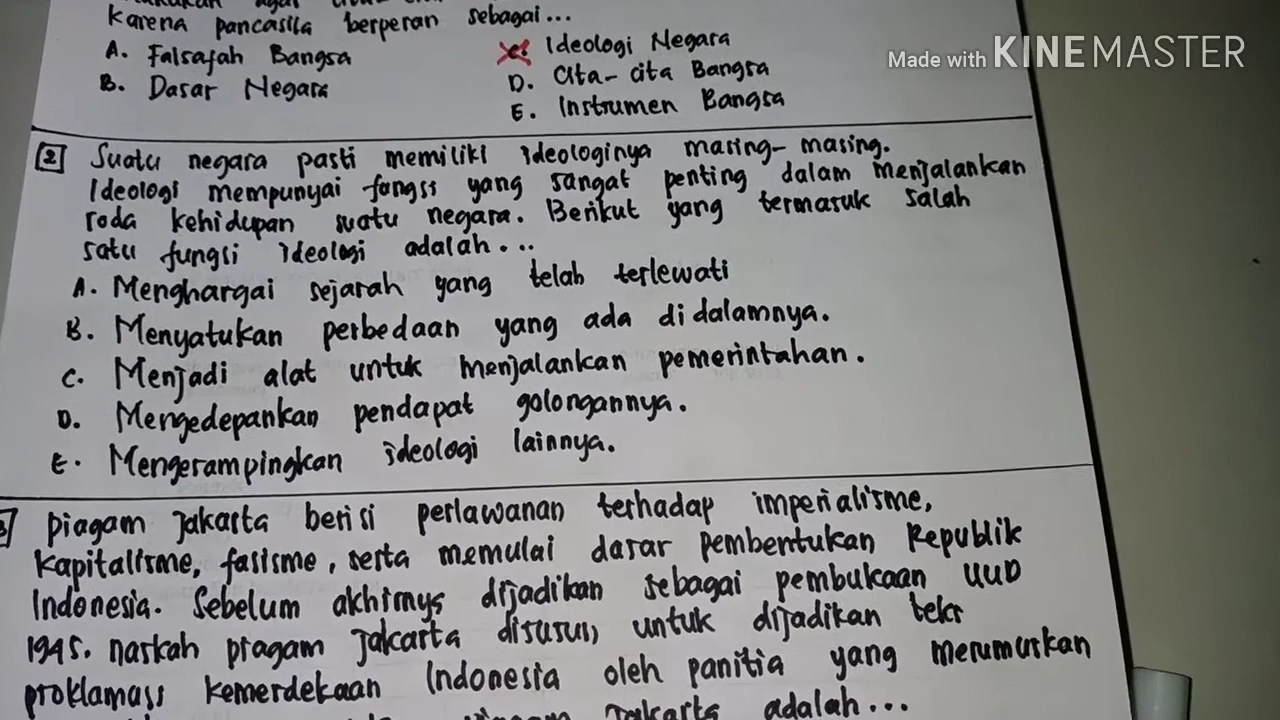 karena pancasila berperan sebagai...
A. Falsafah Bangsa
B. Dasar Negara
c. Ideologi Negara
D. Cita-cita Bangsa
E. Instrumen Bangsa
Made with KINEMASTER
2 Suatu negara pasti memiliki ideologinya masing-masing.
Ideologi mempunyai fungsi yang sangat penting dalam menjalankan
roda kehidupan suatu negara. Berikut yang termasuk salah
satu fungsi ideologi adalah...
A. Menghargai sejarah yang telah terlewati
B. Menyatukan perbedaan yang ada di dalamnya.
C. Menjadi alat untuk menjalankan pemerintahan.
D. Mengedepankan pendapat golongannya.
E. Mengerampingkan ideologi lainnya.
piagam jakarta berisi perlawanan terhadap imperialisme,
kapitalisme, fasisme, serta memulai dasar pembentukan Republik
Indonesia. Sebelum akhirnya dijadikan sebagai pembukaan UUD
1945. naskah piagam Jakarta disusun untuk dijadikan teks
proklamasi kemerdekaan Indonesia oleh panitia yang merumuskan
Jakarta adalah...